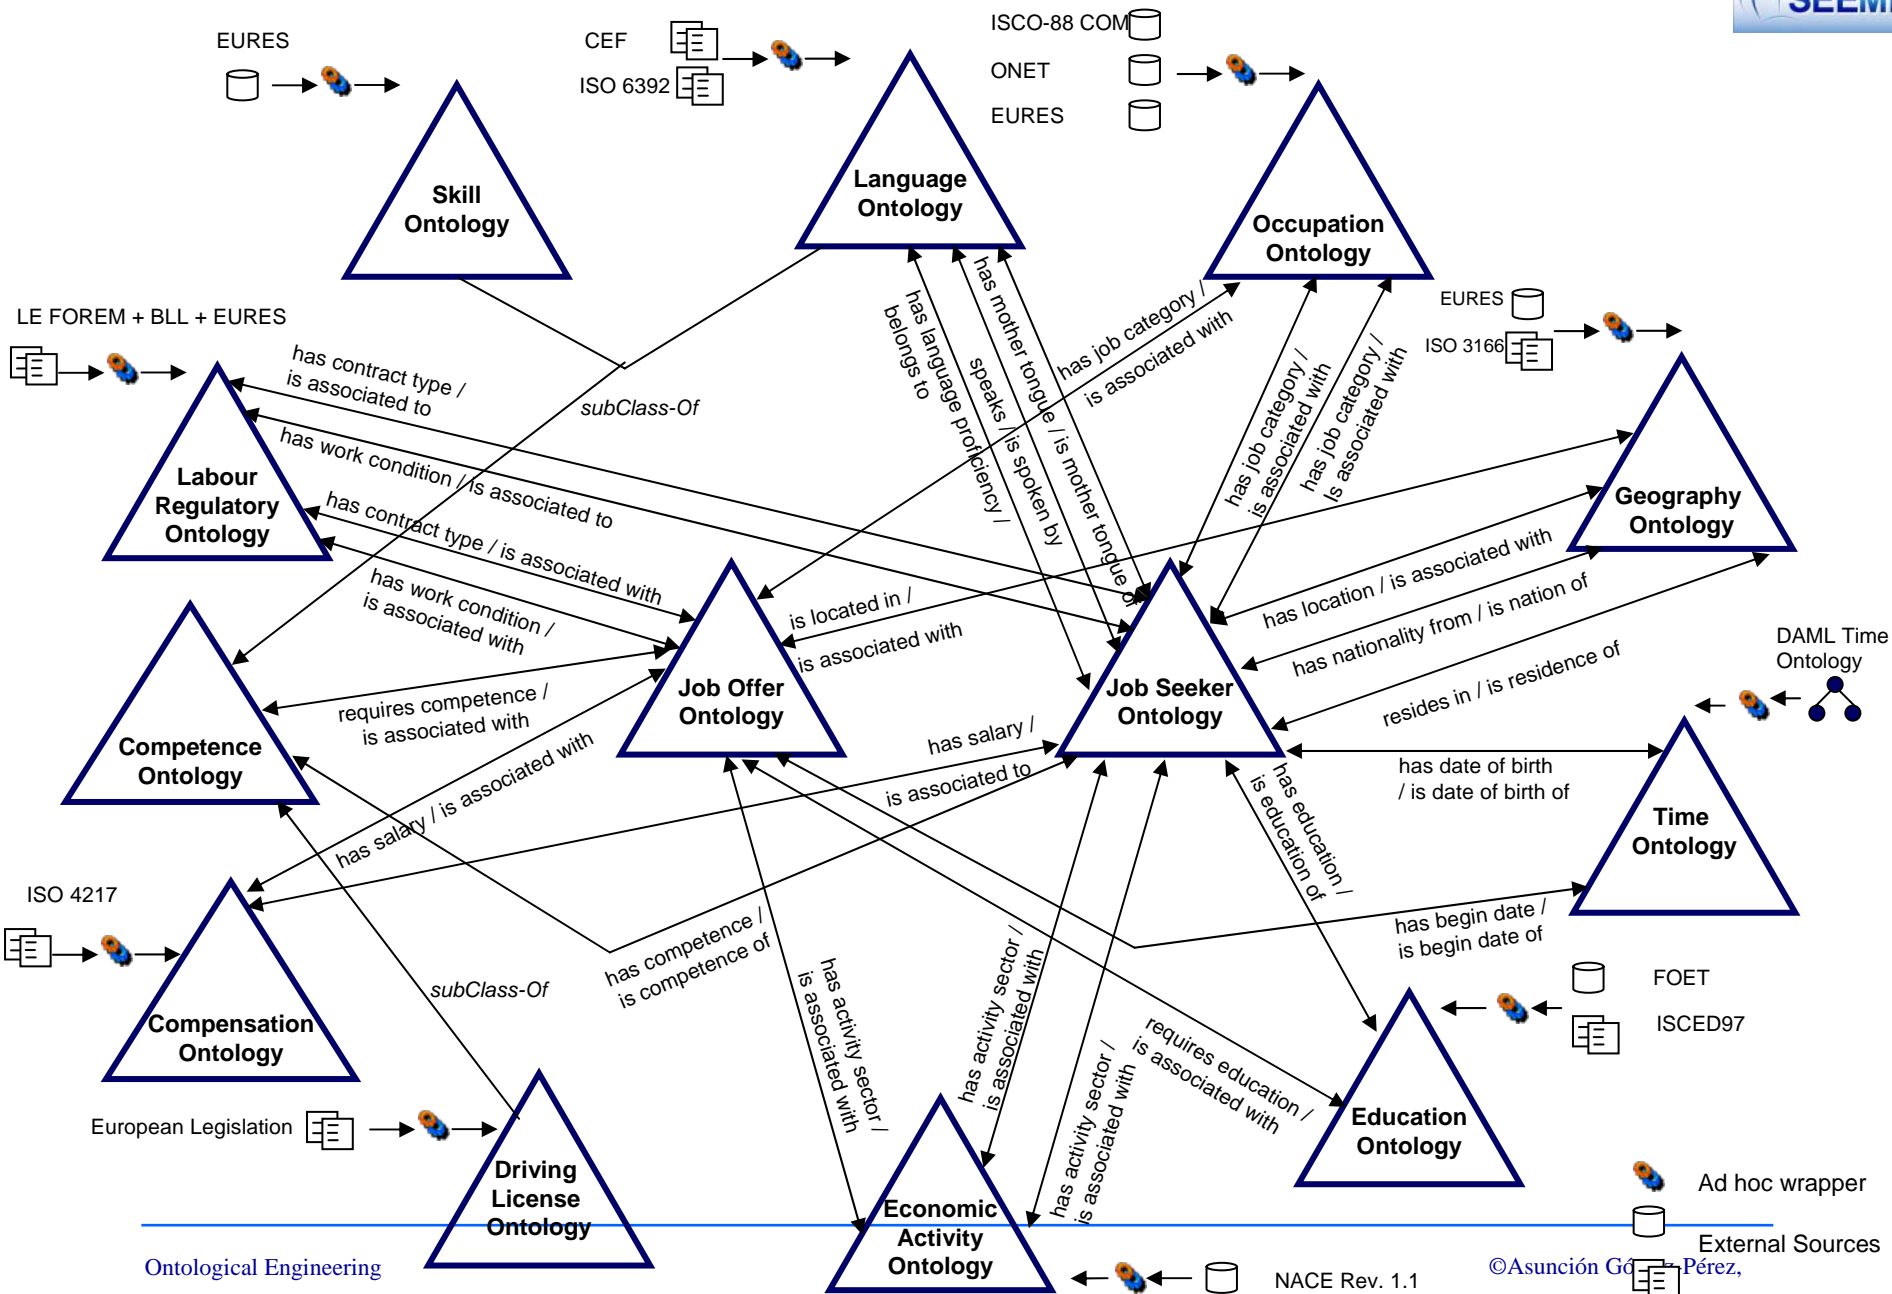 SEEM
EURES
CEF
ISO 6392
ISCO-88 COM
ONET
EURES
Skill
Ontology
Language
Ontology
Occupation
Ontology
EURES
ISO 3166
LE FOREM + BLL + EURES
has contract type /
is associated to
subClass-Of
has language proficiency /
belongs to
speaks / is spoken by
has mother tongue / is mother tongue of
has job category /
is associated with
has job category /
is associated with
has job category /
is associated with
Labour
Regulatory
Ontology
has work condition / is associated to
has contract type / is associated with
has work condition /
is associated with
Geography
Ontology
has location / is associated with
has nationality from / is nation of
resides in / is residence of
is located in /
is associated with
DAML Time
Ontology
Competence
Ontology
requires competence /
is associated with
Job Offer
Ontology
Job Seeker
Ontology
has salary /
is associated to
has salary / is associated with
has date of birth
/ is date of birth of
Time
Ontology
has education /
is education of
has begin date /
is begin date of
ISO 4217
Compensation
Ontology
subClass-Of
has competence /
is competence of
has activity sector /
is associated with
has activity sector /
is associated with
has activity sector /
is associated with
requires education /
is associated with
FOET
ISCED97
Education
Ontology
European Legislation
Driving
License
Ontology
Economic
Activity
Ontology
NACE Rev. 1.1
Ad hoc wrapper
External Sources
Ontological Engineering
©Asunción Gómez-Pérez,